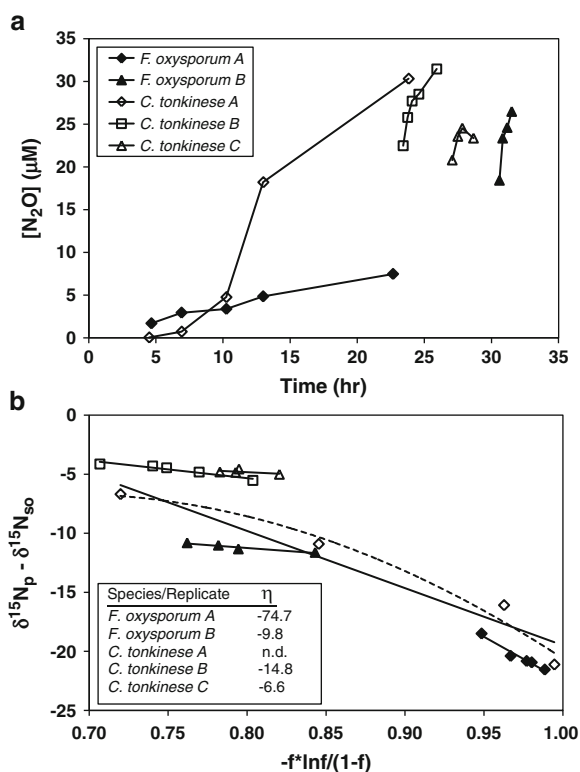 a
35
30
25
20
15
10
5
0
[N₂O] (μM)
F. oxysporum A
F. oxysporum B
C. tonkinese A
C. tonkinese B
C. tonkinese C
0 5 10 15 20 25 30 35
Time (hr)
b
0
-5
-10
-15
-20
-25
δ¹⁵Nₚ - δ¹⁵Nₛₒ
Species/Replicate η
F. oxysporum A -74.7
F. oxysporum B -9.8
C. tonkinese A n.d.
C. tonkinese B -14.8
C. tonkinese C -6.6
0.70 0.75 0.80 0.85 0.90 0.95 1.00
-f*lnf/(1-f)